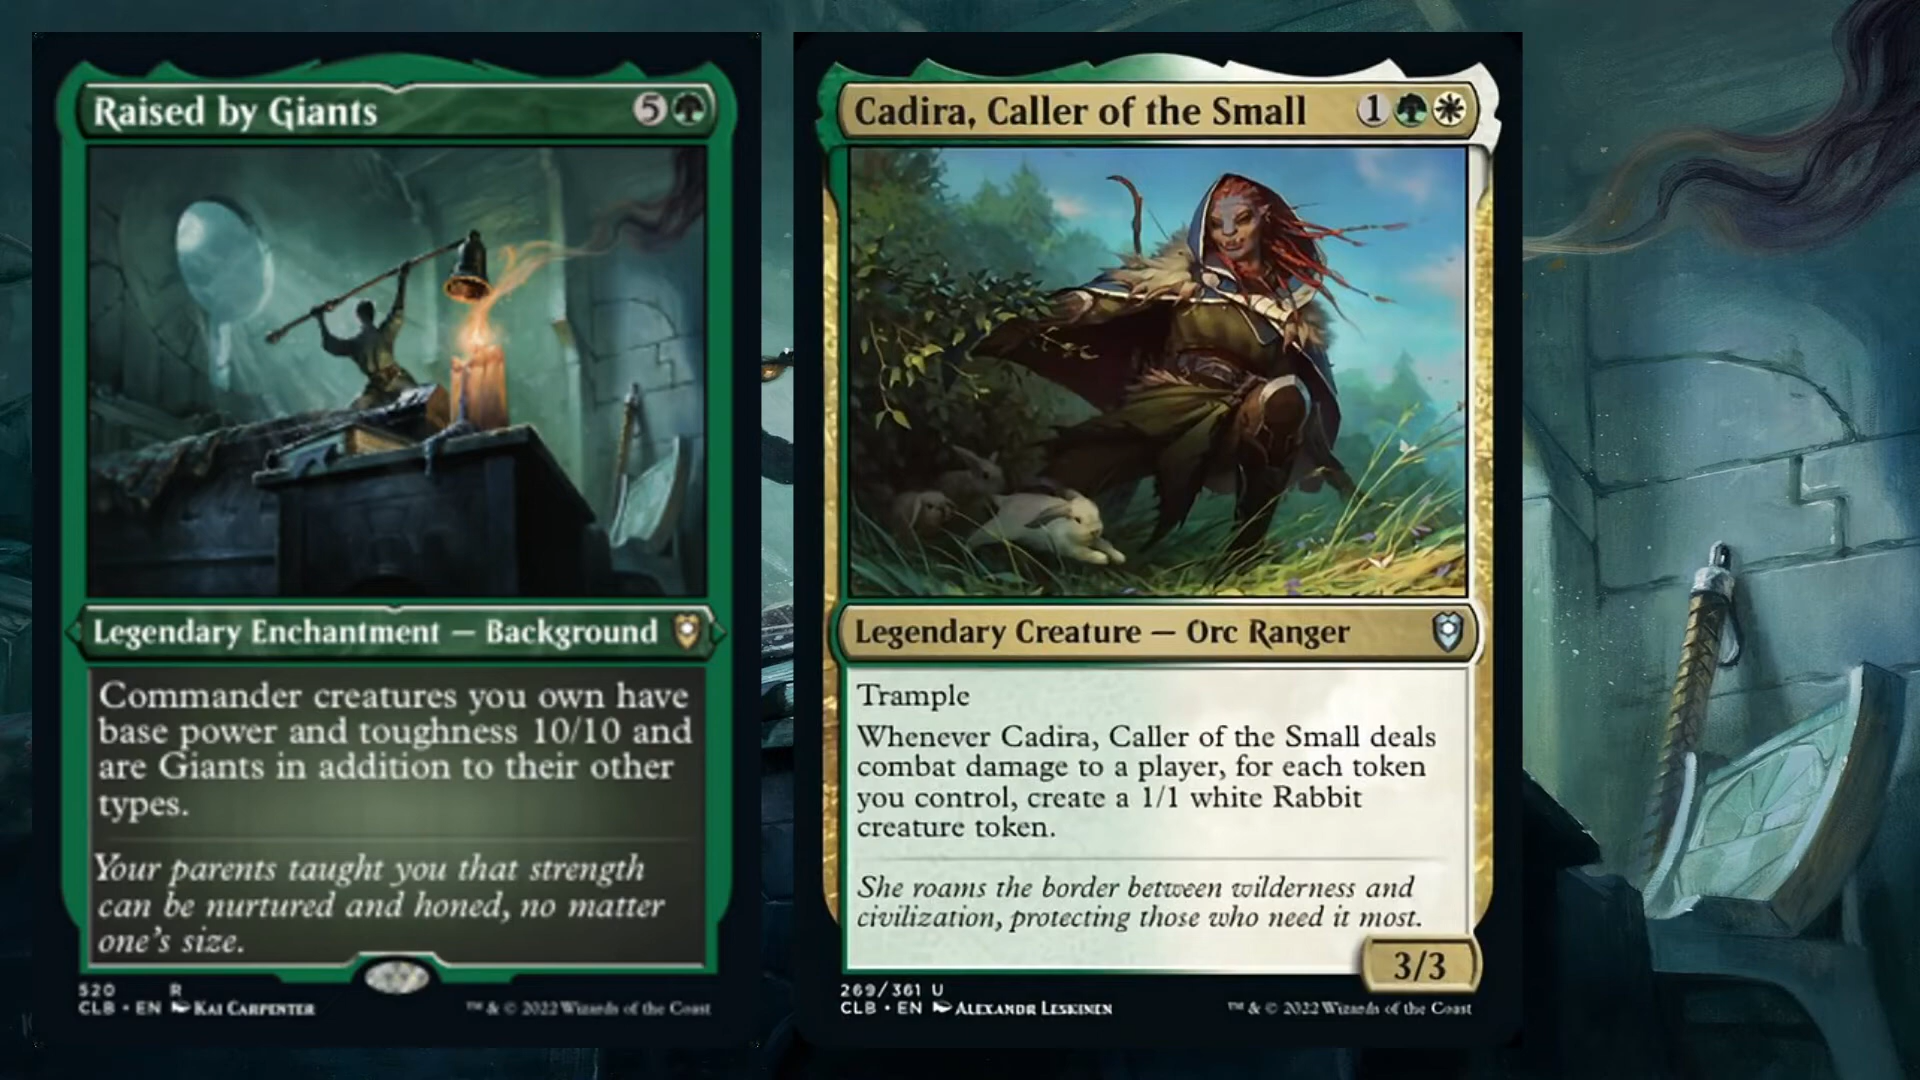 Raised by Giants 5
Legendary Enchantment — Background
Commander creatures you own have
base power and toughness 10/10 and
are Giants in addition to their other
types.
Your parents taught you that strength
can be nurtured and honed, no matter
one's size.
520 R
CLB • EN Kai Carpenter ™ & © 2022 Wizards of the Coast
Cadira, Caller of the Small 1
Legendary Creature — Orc Ranger
Trample
Whenever Cadira, Caller of the Small deals
combat damage to a player, for each token
you control, create a 1/1 white Rabbit
creature token.
She roams the border between wilderness and
civilization, protecting those who need it most.
3/3
269/361 U
CLB • EN Alexandr Leskinen ™ & © 2022 Wizards of the Coast